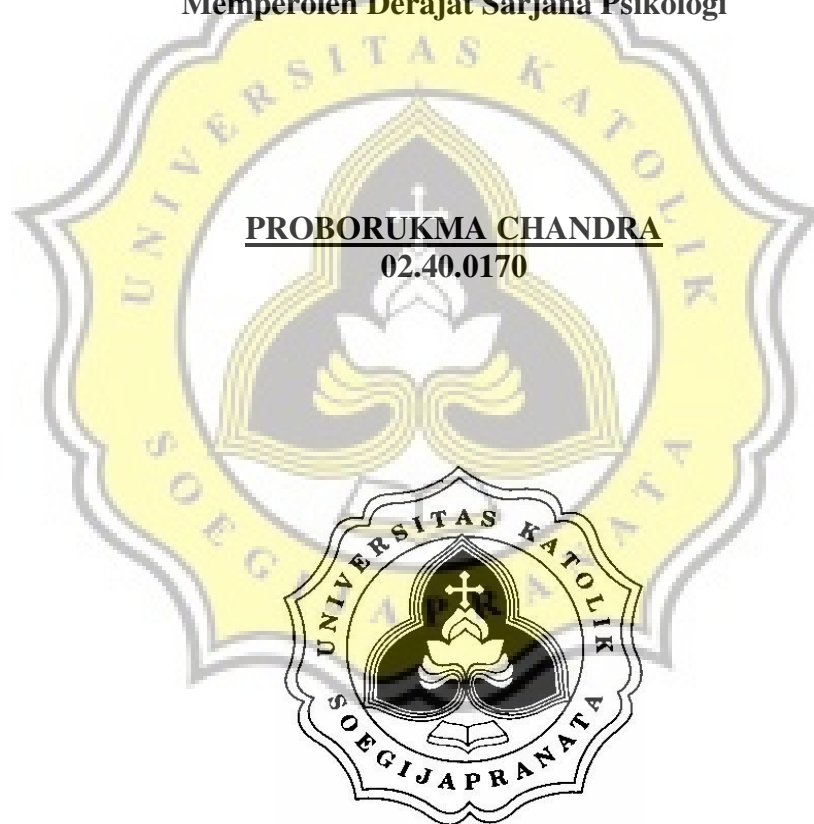 Memperoleh Derajat Sarjana Psikologi
PROBORUKMA CHANDRA
02.40.0170
UNIVERSITAS KATOLIK
SOEGIJAPRANATA
UNIVERSITAS KATOLIK
SOEGIJAPRANATA